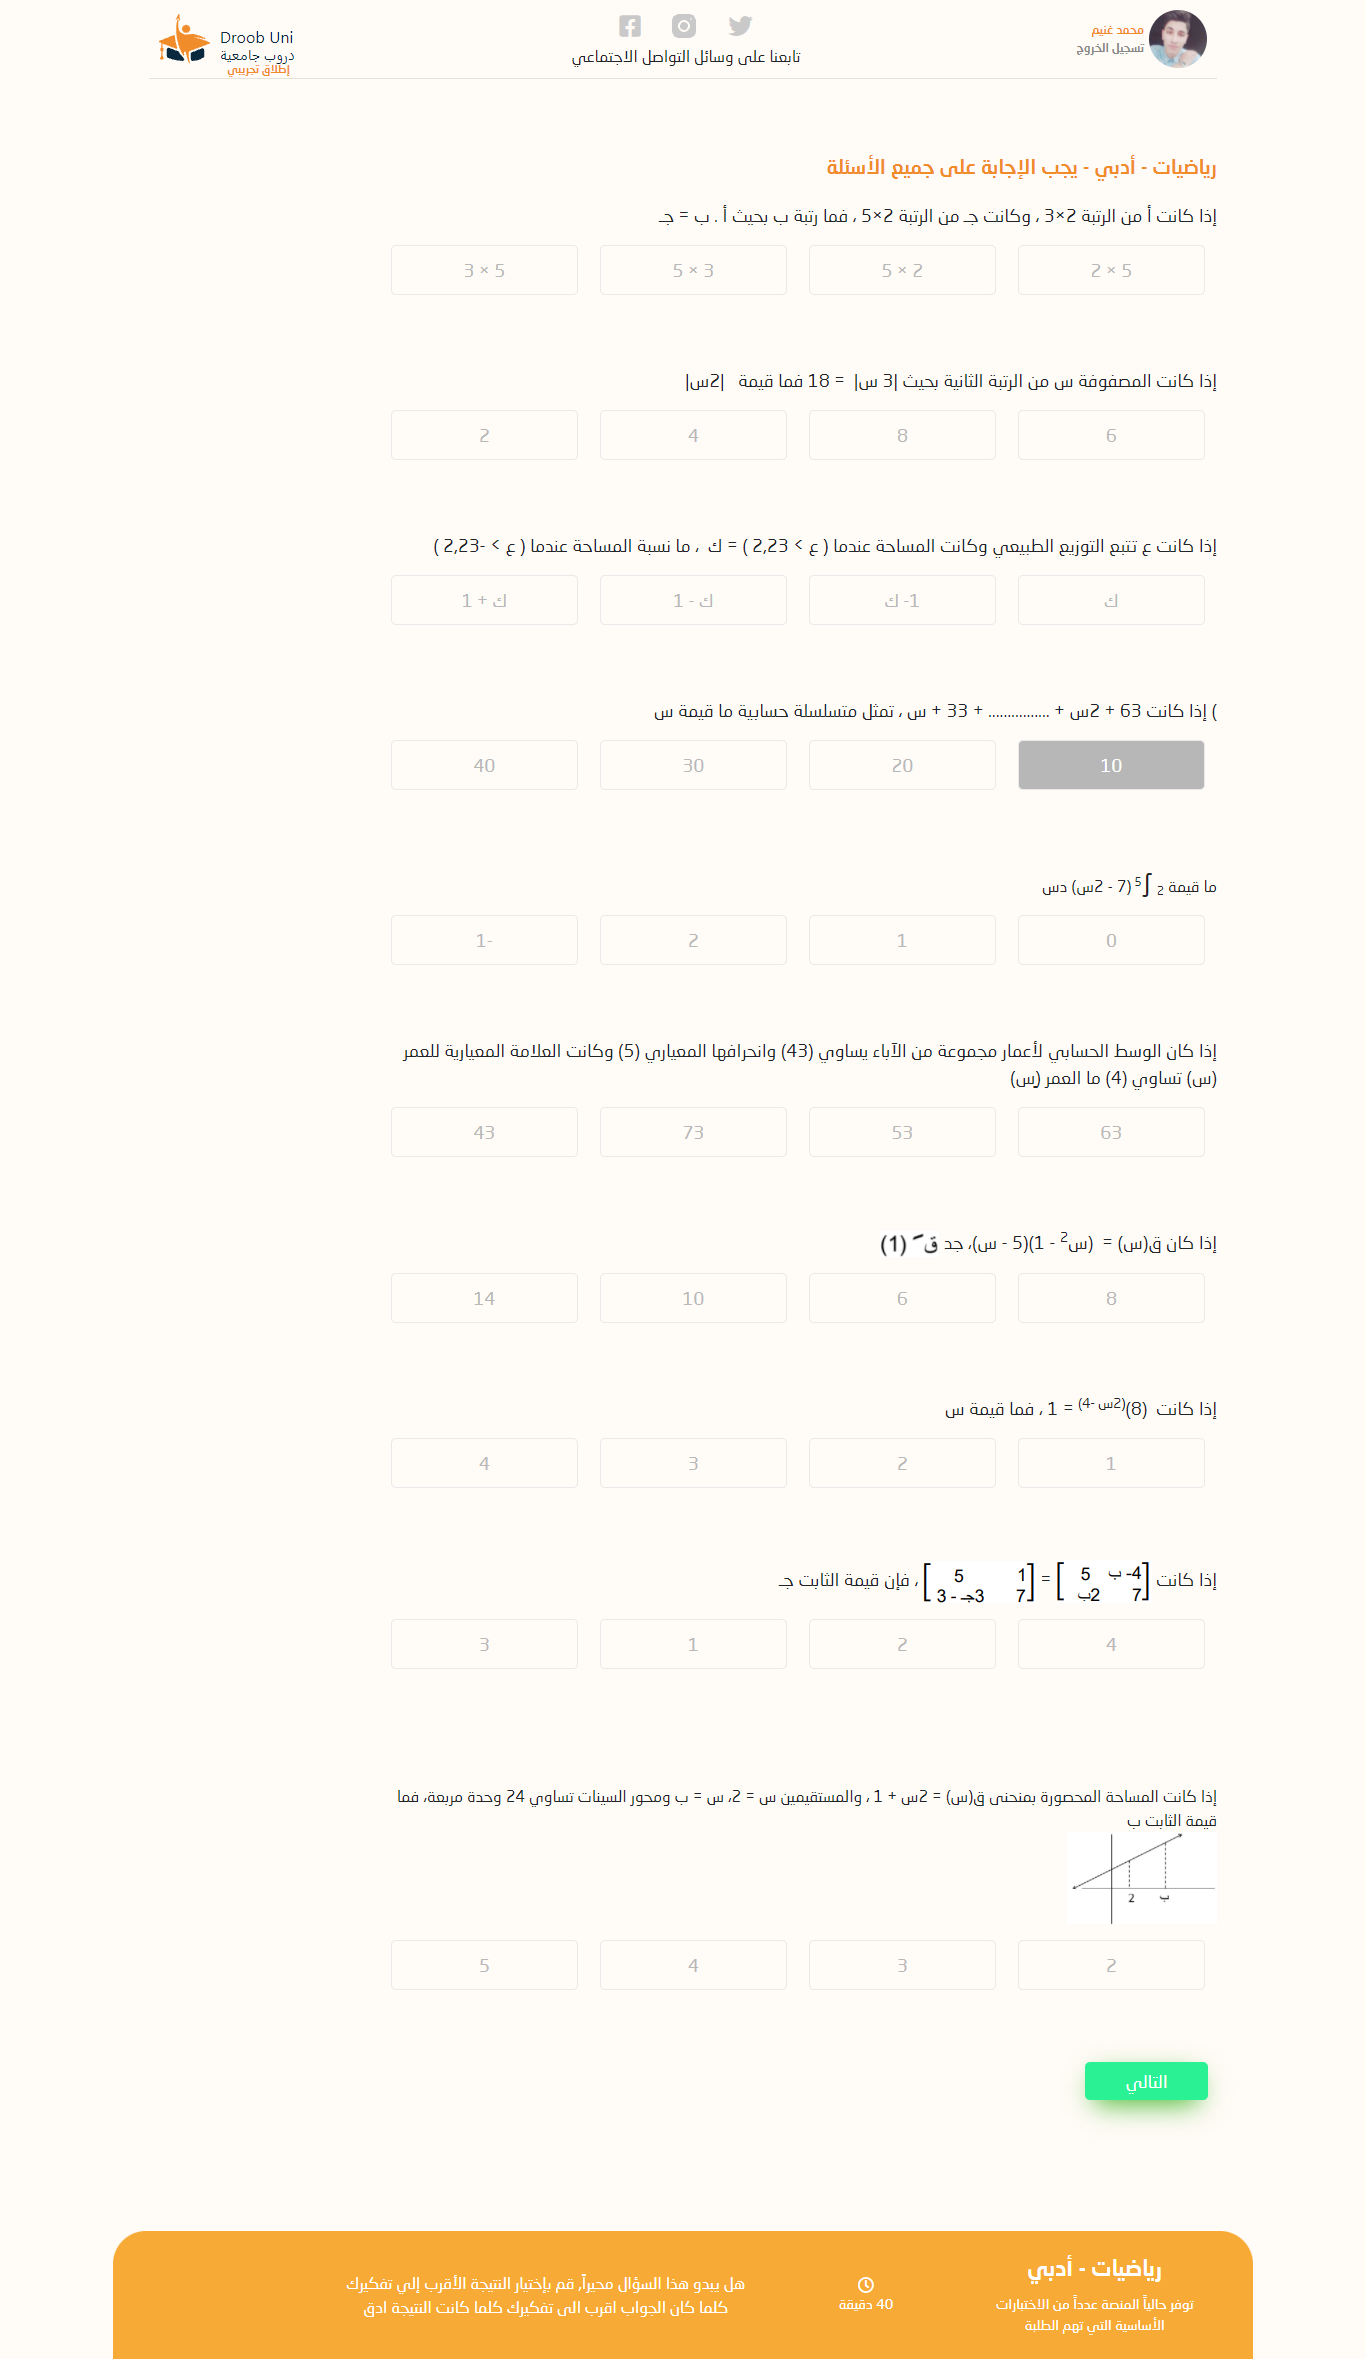 محمد غنيم
تسجيل الخروج
تابعنا على وسائل التواصل الاجتماعي
Droob Uni
دروب جامعية
إطلاق تجريبي
رياضيات - أدبي - يجب الإجابة على جميع الأسئلة
إذا كانت أ من الرتبة 2×3 ، وكانت جـ من الرتبة 2×5 ، فما رتبة ب بحيث أ . ب = جـ
5 × 2
2 × 5
3 × 5
5 × 3
إذا كانت المصفوفة س من الرتبة الثانية بحيث |3 س| = 18 فما قيمة |2س|
6
8
4
2
إذا كانت ع تتبع التوزيع الطبيعي وكانت المساحة عندما ( ع > 2,23 ) = ك ، ما نسبة المساحة عندما ( ع > -2,23 )
ك
1- ك
ك - 1
ك + 1
) إذا كانت 63 + 2س + ................ + 33 + س ، تمثل متسلسلة حسابية ما قيمة س
10
20
30
40
ما قيمة 2 ∫5 (7 - 2س) دس
0
1
2
-1
إذا كان الوسط الحسابي لأعمار مجموعة من الآباء يساوي (43) وانحرافها المعياري (5) وكانت العلامة المعيارية للعمر
(س) تساوي (4) ما العمر (س)
63
53
73
43
إذا كان ق(س) = (س2 - 1)(5 - س)، جد ق َ (1)
8
6
10
14
إذا كانت (8)(2س -4) = 1 ، فما قيمة س
1
2
3
4
إذا كانت [4- ب 5 = [1 5 ، فإن قيمة الثابت جـ
7 2ب 7 3جـ - 3
4
2
1
3
إذا كانت المساحة المحصورة بمنحنى ق(س) = 2س + 1 ، والمستقيمين س = 2، س = ب ومحور السينات تساوي 24 وحدة مربعة، فما
قيمة الثابت ب
2 ب
2
3
4
5
التالي
رياضيات - أدبي
توفر حالياً المنصة عدداً من الاختبارات
الأساسية التي تهم الطلبة
40 دقيقة
هل يبدو هذا السؤال محيراً, قم بإختيار النتيجة الأقرب إلي تفكيرك
كلما كان الجواب اقرب الى تفكيرك كلما كانت النتيجة ادق